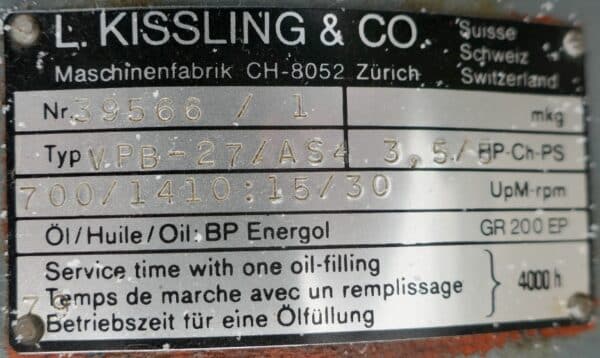 L. KISSLING & CO.
Suisse
Schweiz
Switzerland
Maschinenfabrik CH-8052 Zürich
Nr. 39566 / 1 mkg
Typ VPB-27/AS4 3,5/5 HP-Ch-PS
700/1410:15/30 UpM-rpm
Öl/Huile/Oil: BP Energol GR 200 EP
Service time with one oil-filling
Temps de marche avec un remplissage
Betriebszeit für eine Ölfüllung
4000 h